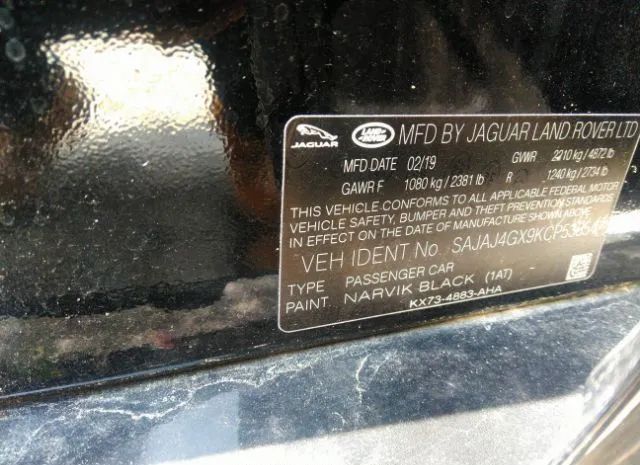 JAGUAR LAND ROVER MFD BY JAGUAR LAND ROVER LTD
MFD DATE 02/19 GVWR 2210 kg / 4872 lb
GAWR F 1080 kg / 2381 lb R 1240 kg / 2734 lb
THIS VEHICLE CONFORMS TO ALL APPLICABLE FEDERAL MOTOR
VEHICLE SAFETY, BUMPER AND THEFT PREVENTION STANDARDS
IN EFFECT ON THE DATE OF MANUFACTURE SHOWN ABOVE.
VEH IDENT No.
TYPE PASSENGER CAR
PAINT NARVIK BLACK (1AT)
KX73-4883-AHA